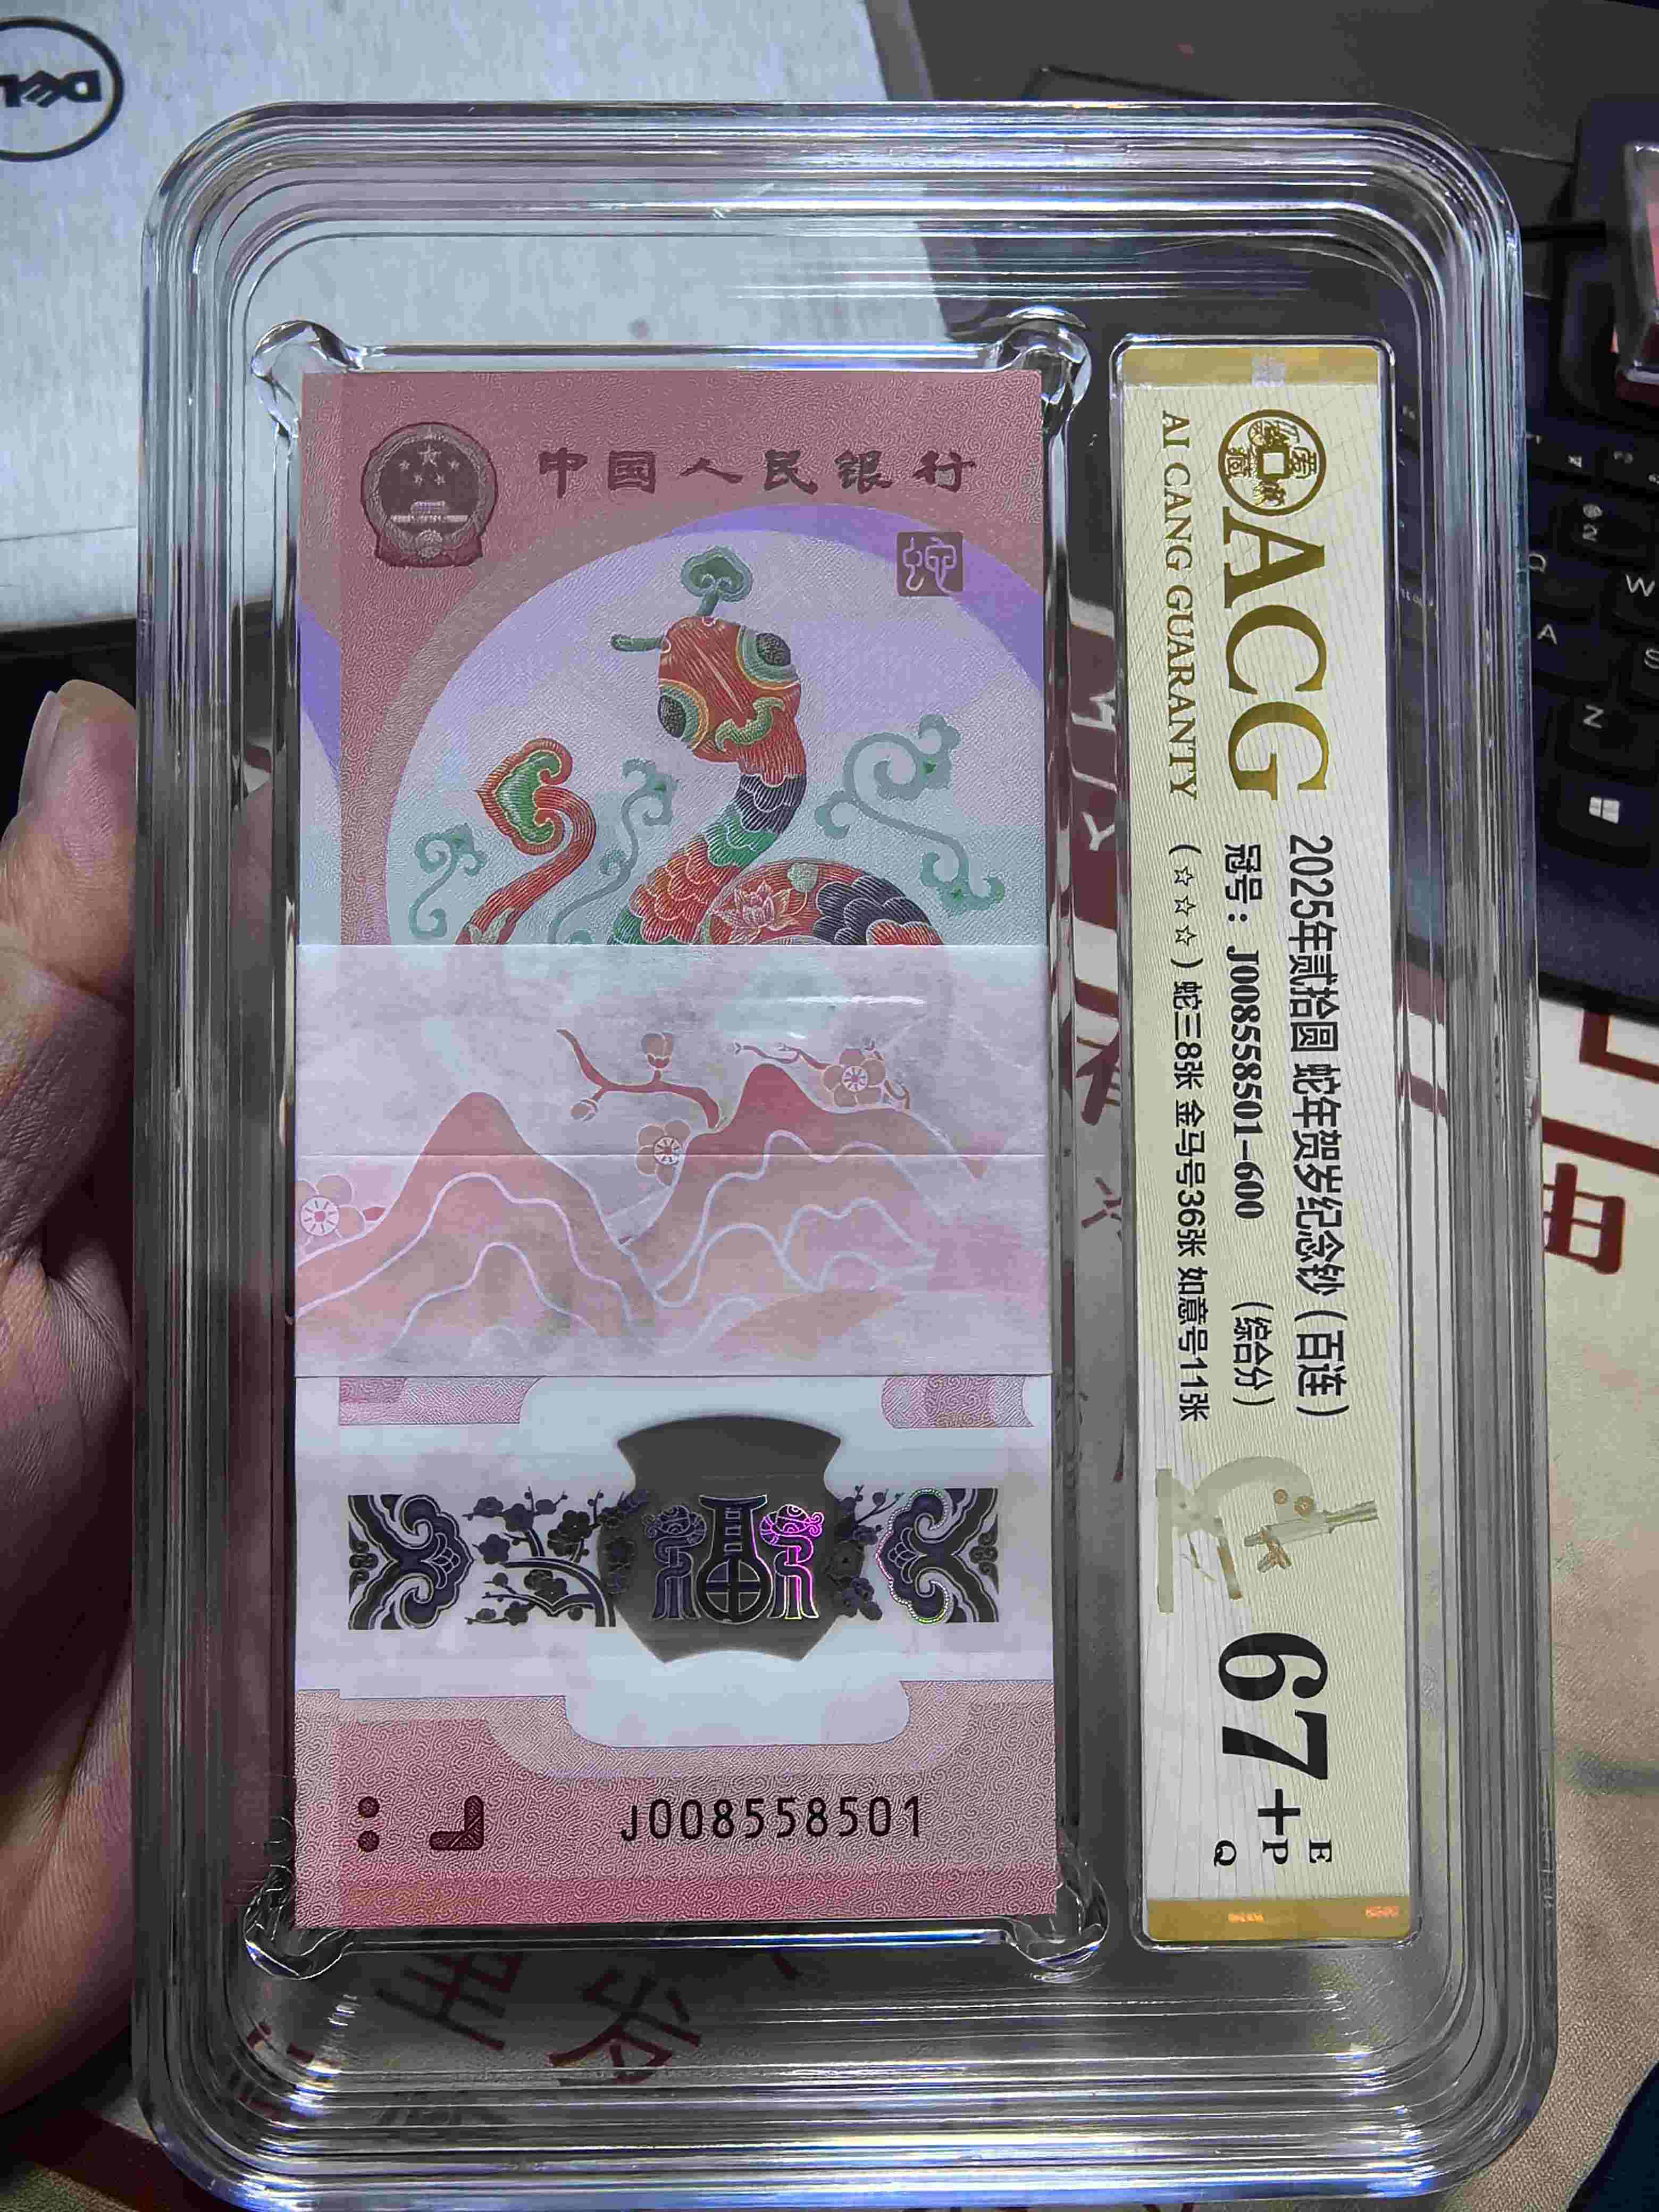 DELL
中国人民银行
蛇
J008558501
ACG
AI CANG GUARANTY
2025年贰拾圆 蛇年贺岁纪念钞(百连)
冠号:J008558501-600 (综合分)
(☆☆☆)蛇三8张 金马号36张 如意号11张
67+
E
P
Q